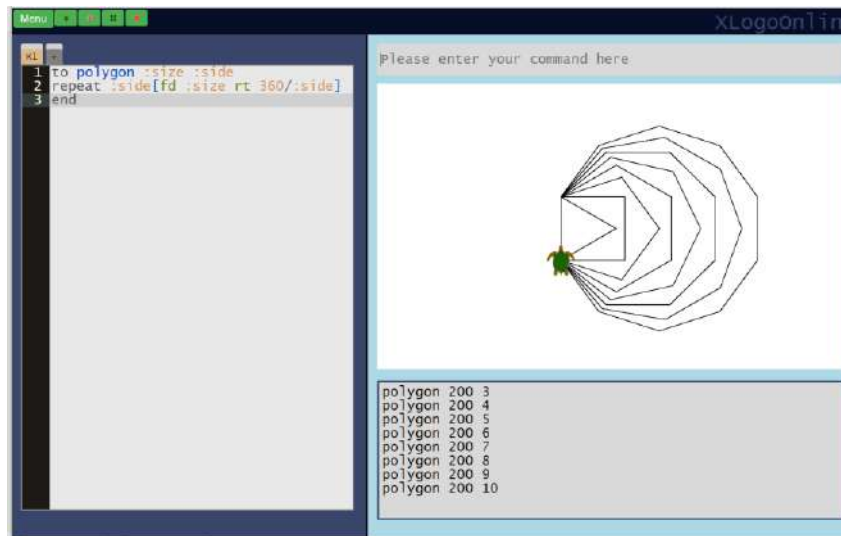 Menu
XLogoOnlin
K1 +
1 to polygon :size :side
2 repeat :side[fd :size rt 360/:side]
3 end
Please enter your command here
polygon 200 3
polygon 200 4
polygon 200 5
polygon 200 6
polygon 200 7
polygon 200 8
polygon 200 9
polygon 200 10